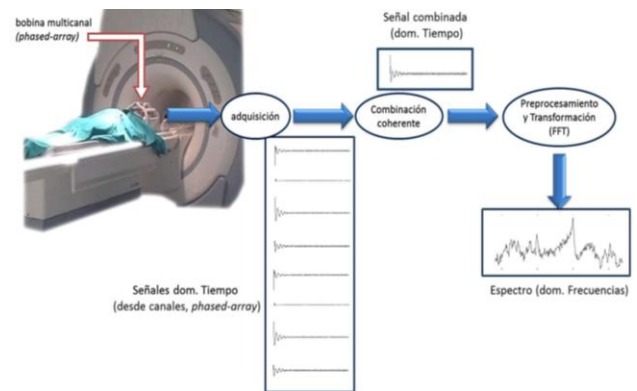 bobina multicanal
(phased-array)
Señal combinada
(dom. Tiempo)
adquisición
Combinación
coherente
Preprocesamiento
y Transformación
(FFT)
Señales dom. Tiempo
(desde canales, phased-array)
Espectro (dom. Frecuencias)